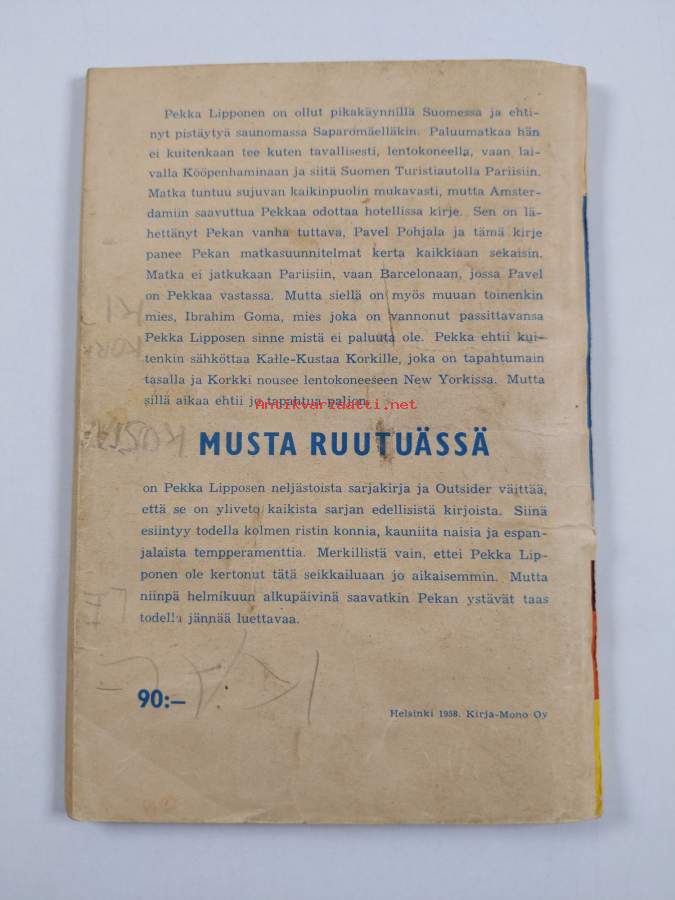 Pekka Lipponen on ollut pikakäynnillä Suomessa ja ehti-
nyt pistäytyä saunomassa Saparomäelläkin. Paluumatkaa hän
ei kuitenkaan tee kuten tavallisesti, lentokoneella, vaan lai-
valla Kööpenhaminaan ja siitä Suomen Turistiautolla Pariisiin.
Matka tuntuu sujuvan kaikinpuolin mukavasti, mutta Amster-
damiin saavuttua Pekkaa odottaa hotellissa kirje. Sen on lä-
hettänyt Pekan vanha tuttava, Pavel Pohjala ja tämä kirje
panee Pekan matkasuunnitelmat kerta kaikkiaan sekaisin.
Matka ei jatkukaan Pariisiin, vaan Barcelonaan, jossa Pavel
on Pekkaa vastassa. Mutta siellä on myös muuan toinenkin
mies, Ibrahim Goma, mies joka on vannonut passittavansa
Pekka Lipposen sinne mistä ei paluuta ole. Pekka ehtii kui-
tenkin sähköttää Kalle-Kustaa Korkille, joka on tapahtumain
tasalla ja Korkki nousee lentokoneeseen New Yorkissa. Mutta
sillä aikaa ehtii jo tapahtua paljon.
Antikvariaatti.net
MUSTA RUUTUÄSSÄ
KUSTA
on Pekka Lipposen neljästoista sarjakirja ja Outsider väittää,
että se on yliveto kaikista sarjan edellisistä kirjoista. Siinä
esiintyy todella kolmen ristin konnia, kauniita naisia ja espan-
jalaista tempperamenttia. Merkillistä vain, ettei Pekka Lip-
ponen ole kertonut tätä seikkailuaan jo aikaisemmin. Mutta
niinpä helmikuun alkupäivinä saavatkin Pekan ystävät taas
todella jännää luettavaa.
90:—
Helsinki 1958. Kirja-Mono Oy